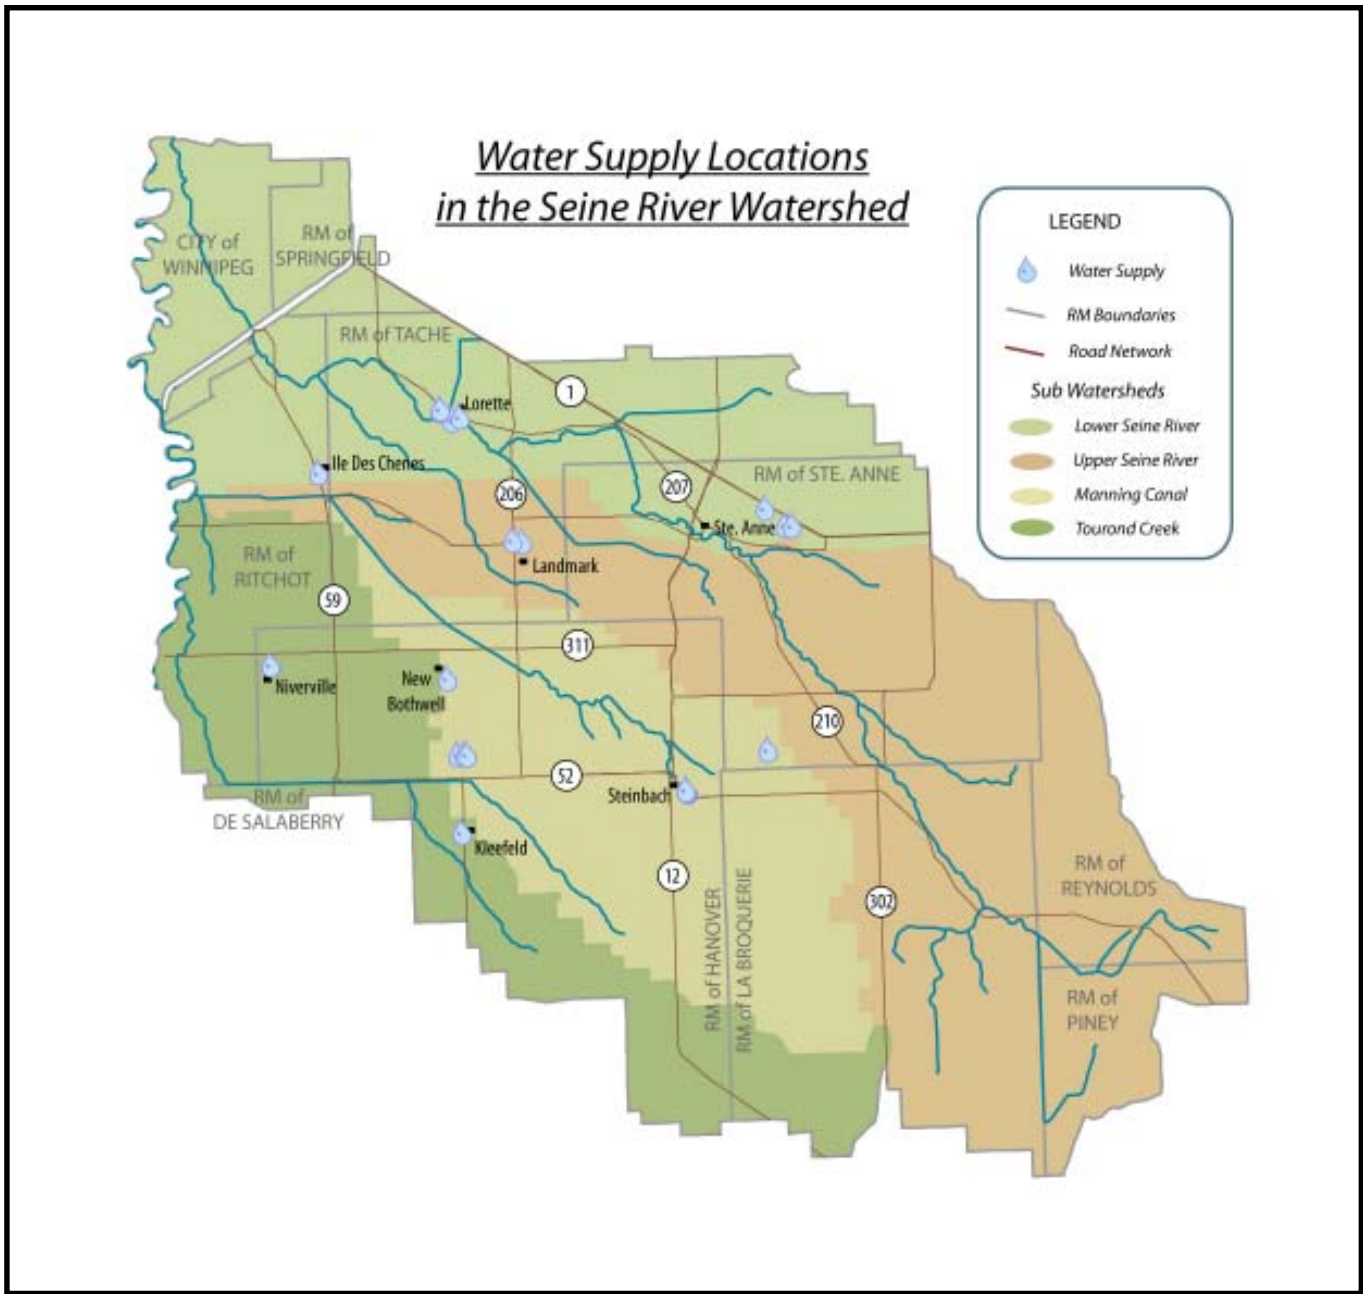 Water Supply Locations
in the Seine River Watershed
LEGEND
Water Supply
RM Boundaries
Road Network
Sub Watersheds
Lower Seine River
Upper Seine River
Manning Canal
Tourond Creek
CITY of
WINNIPEG
RM of
SPRINGFIELD
RM of TACHE
1
Lorette
Ile Des Chenes
RM of STE. ANNE
206
207
Ste. Anne
RM of
RITCHOT
Landmark
59
311
New
Bothwell
Niverville
210
52
Steinbach
RM of
DE SALABERRY
Kleefeld
12
302
RM of HANOVER
RM of LA BROQUERIE
RM of
REYNOLDS
RM of
PINEY